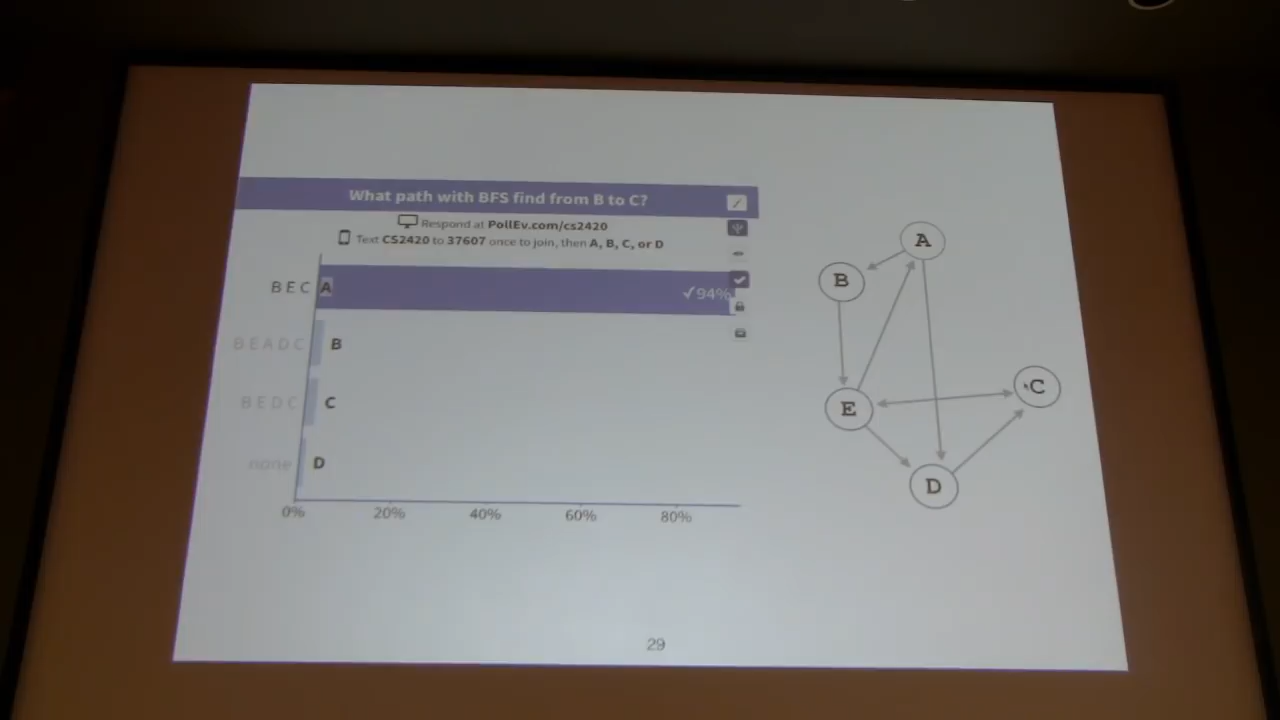 What path with BFS find from B to C?
Respond at PollEv.com/cs2420
Text CS2420 to 37607 once to join, then A, B, C, or D
B E C A ✓94%
B E A D C B
B E D C C
none D
0% 20% 40% 60% 80%
A
B
C
E
D
29